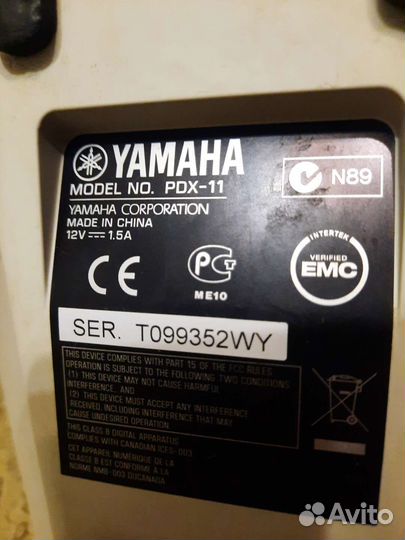 YAMAHA
MODEL NO. PDX-11
YAMAHA CORPORATION
MADE IN CHINA
12V 1.5A
N89
CE
РСТ
ME10
INTERTEK
VERIFIED
EMC
SER. T099352WY
THIS DEVICE COMPLIES WITH PART 15 OF THE FCC RULES
OPERATION IS SUBJECT TO THE FOLLOWING TWO CONDITIONS
(1) THIS DEVICE MAY NOT CAUSE HARMFUL
INTERFERENCE, AND
(2) THIS DEVICE MUST ACCEPT ANY INTERFERENCE
RECEIVED, INCLUDING INTERFERENCE THAT MAY
CAUSE UNDESIRED OPERATION.
THIS CLASS B DIGITAL APPARATUS
COMPLIES WITH CANADIAN ICES-003
CET APPAREIL NUMERIQUE DE LA
CLASSE B EST CONFORME A LA
NORME NMB-003 DUCANADA
Avito